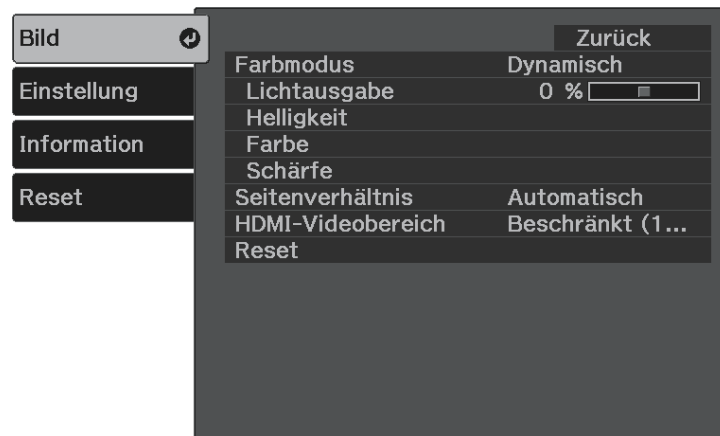 Bild
Einstellung
Information
Reset
Zurück
Farbmodus Dynamisch
Lichtausgabe 0 %
Helligkeit
Farbe
Schärfe
Seitenverhältnis Automatisch
HDMI-Videobereich Beschränkt (1...
Reset